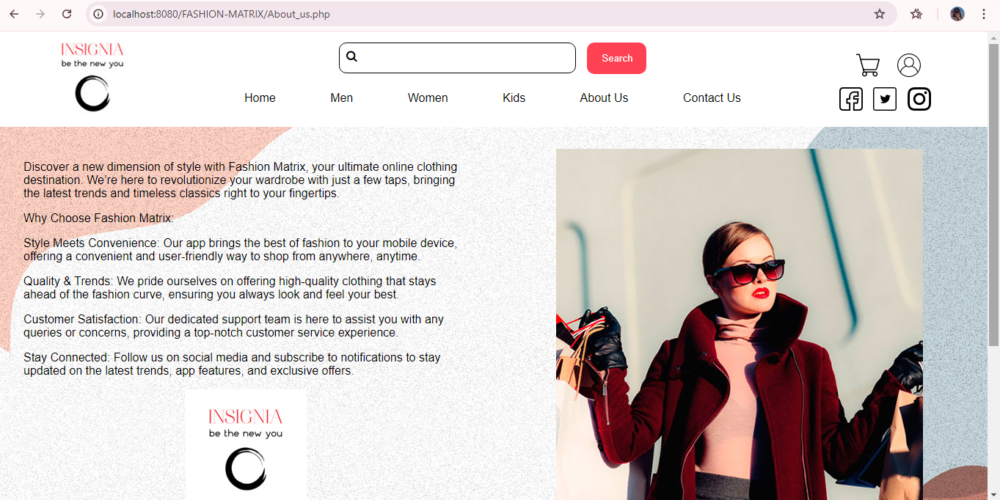 localhost:8080/FASHION-MATRIX/About_us.php
INSIGNIA
be the new you
Search
Home Men Women Kids About Us Contact Us
Discover a new dimension of style with Fashion Matrix, your ultimate online clothing
destination. We’re here to revolutionize your wardrobe with just a few taps, bringing
the latest trends and timeless classics right to your fingertips.
Why Choose Fashion Matrix:
Style Meets Convenience: Our app brings the best of fashion to your mobile device,
offering a convenient and user-friendly way to shop from anywhere, anytime.
Quality & Trends: We pride ourselves on offering high-quality clothing that stays
ahead of the fashion curve, ensuring you always look and feel your best.
Customer Satisfaction: Our dedicated support team is here to assist you with any
queries or concerns, providing a top-notch customer service experience.
Stay Connected: Follow us on social media and subscribe to notifications to stay
updated on the latest trends, app features, and exclusive offers.
INSIGNIA
be the new you